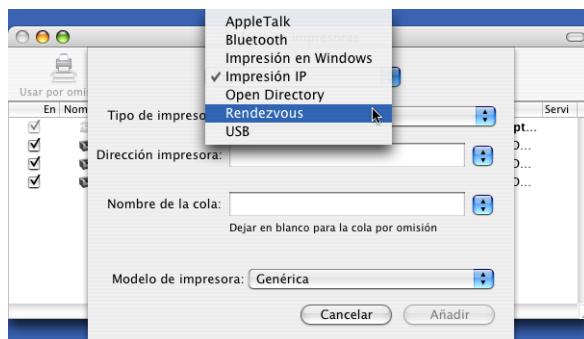 AppleTalk
Bluetooth
Impresión en Windows
✓ Impresión IP
Open Directory
Rendezvous
USB
Usar por omi
En Nom
Servi
Tipo de impreso
Dirección impresora:
Nombre de la cola:
Dejar en blanco para la cola por omisión
Modelo de impresora: Genérica
Cancelar Añadir